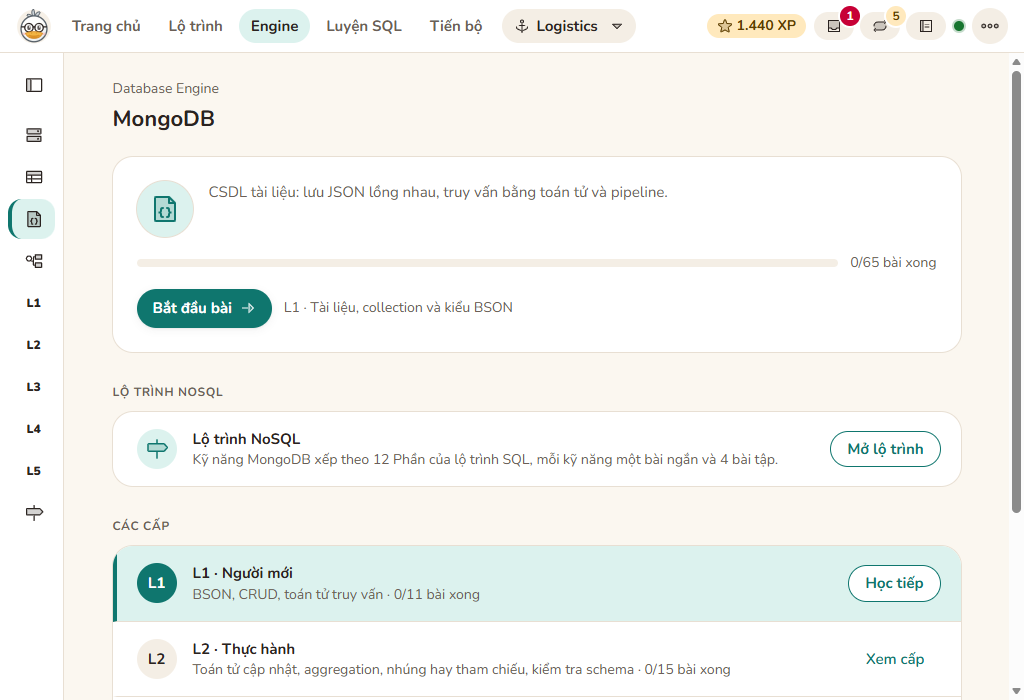 Trang chủ
Lộ trình
Engine
Luyện SQL
Tiến bộ
Logistics
1.440 XP
1
5
Database Engine
MongoDB
CSDL tài liệu: lưu JSON lồng nhau, truy vấn bằng toán tử và pipeline.
0/65 bài xong
Bắt đầu bài
L1 · Tài liệu, collection và kiểu BSON
LỘ TRÌNH NOSQL
Lộ trình NoSQL
Kỹ năng MongoDB xếp theo 12 Phần của lộ trình SQL, mỗi kỹ năng một bài ngắn và 4 bài tập.
Mở lộ trình
CÁC CẤP
L1
L1 · Người mới
BSON, CRUD, toán tử truy vấn · 0/11 bài xong
Học tiếp
L2
L2 · Thực hành
Toán tử cập nhật, aggregation, nhúng hay tham chiếu, kiểm tra schema · 0/15 bài xong
Xem cấp
L1
L2
L3
L4
L5